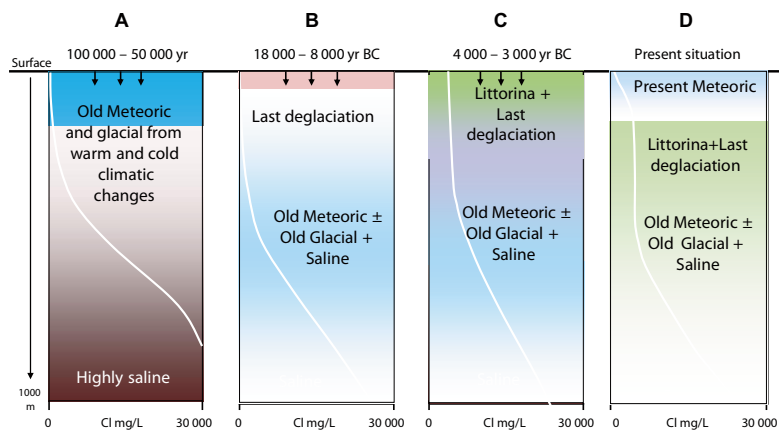 A
B
C
D
100 000 – 50 000 yr
18 000 – 8 000 yr BC
4 000 – 3 000 yr BC
Present situation
Surface
Old Meteoric
and glacial from
warm and cold
climatic
changes
Highly saline
Last deglaciation
Old Meteoric ±
Old Glacial +
Saline
Littorina +
Last
deglaciation
Old Meteoric ±
Old Glacial +
Saline
Present Meteoric
Littorina+Last
deglaciation
Old Meteoric ±
Old Glacial +
Saline
1000
m
0 Cl mg/L 30 000
0 Cl mg/L 30 000
0 Cl mg/L 30 000
0 Cl mg/L 30 000